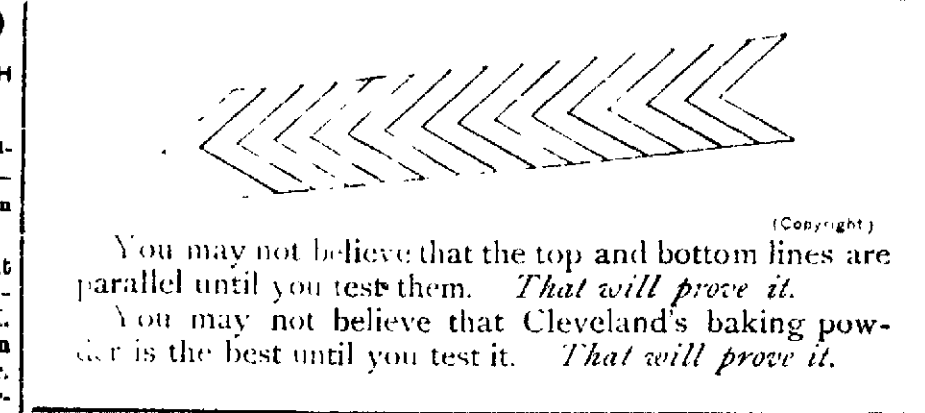 (Copyright)
You may not believe that the top and bottom lines are
parallel until you test them. That will prove it.
You may not believe that Cleveland's baking pow-
der is the best until you test it. That will prove it.